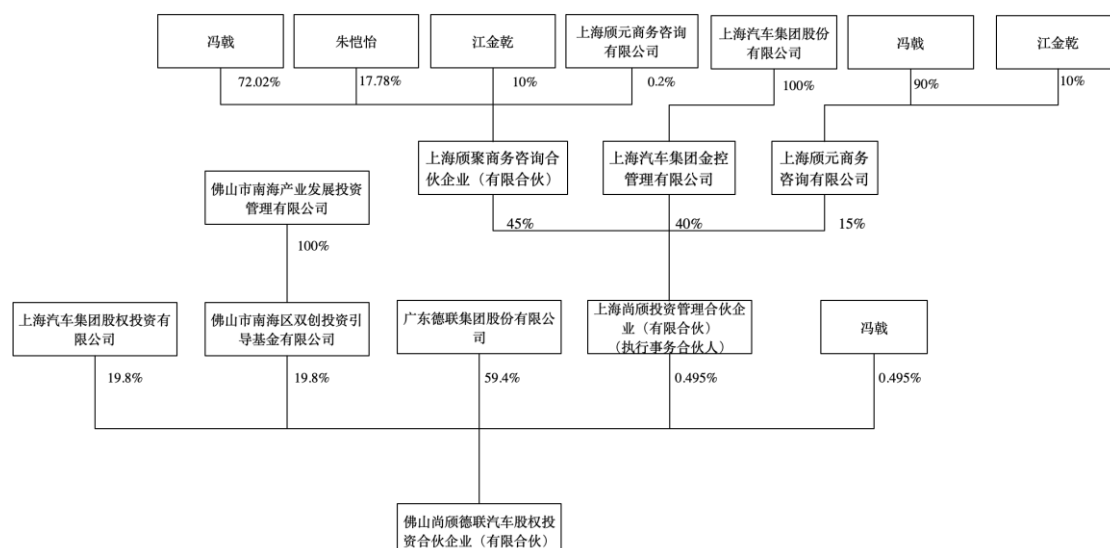 冯戟
朱恺怡
江金乾
上海颀元商务咨询
有限公司
上海汽车集团股份
有限公司
冯戟
江金乾
72.02%
17.78%
10%
0.2%
100%
90%
10%
上海颀聚商务咨询合
伙企业（有限合伙）
上海汽车集团金控
管理有限公司
上海颀元商务
咨询有限公司
佛山市南海产业发展投资
管理有限公司
45%
40%
15%
100%
上海汽车集团股权投资有
限公司
佛山市南海区双创投资引
导基金有限公司
广东德联集团股份有限公
司
上海尚颀投资管理合伙企
业（有限合伙）
（执行事务合伙人）
冯戟
19.8%
19.8%
59.4%
0.495%
0.495%
佛山尚颀德联汽车股权投
资合伙企业（有限合伙）